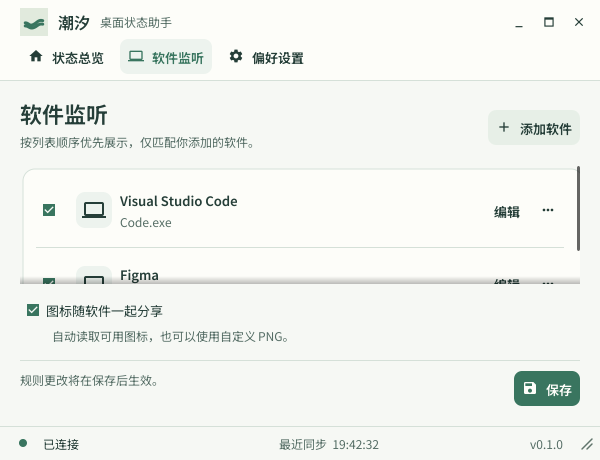 潮汐 桌面状态助手
状态总览 软件监听 偏好设置
软件监听
按列表顺序优先展示，仅匹配你添加的软件。
添加软件
Visual Studio Code
Code.exe
编辑
Figma
编辑
图标随软件一起分享
自动读取可用图标，也可以使用自定义 PNG。
规则更改将在保存后生效。
保存
已连接 最近同步 19:42:32 v0.1.0